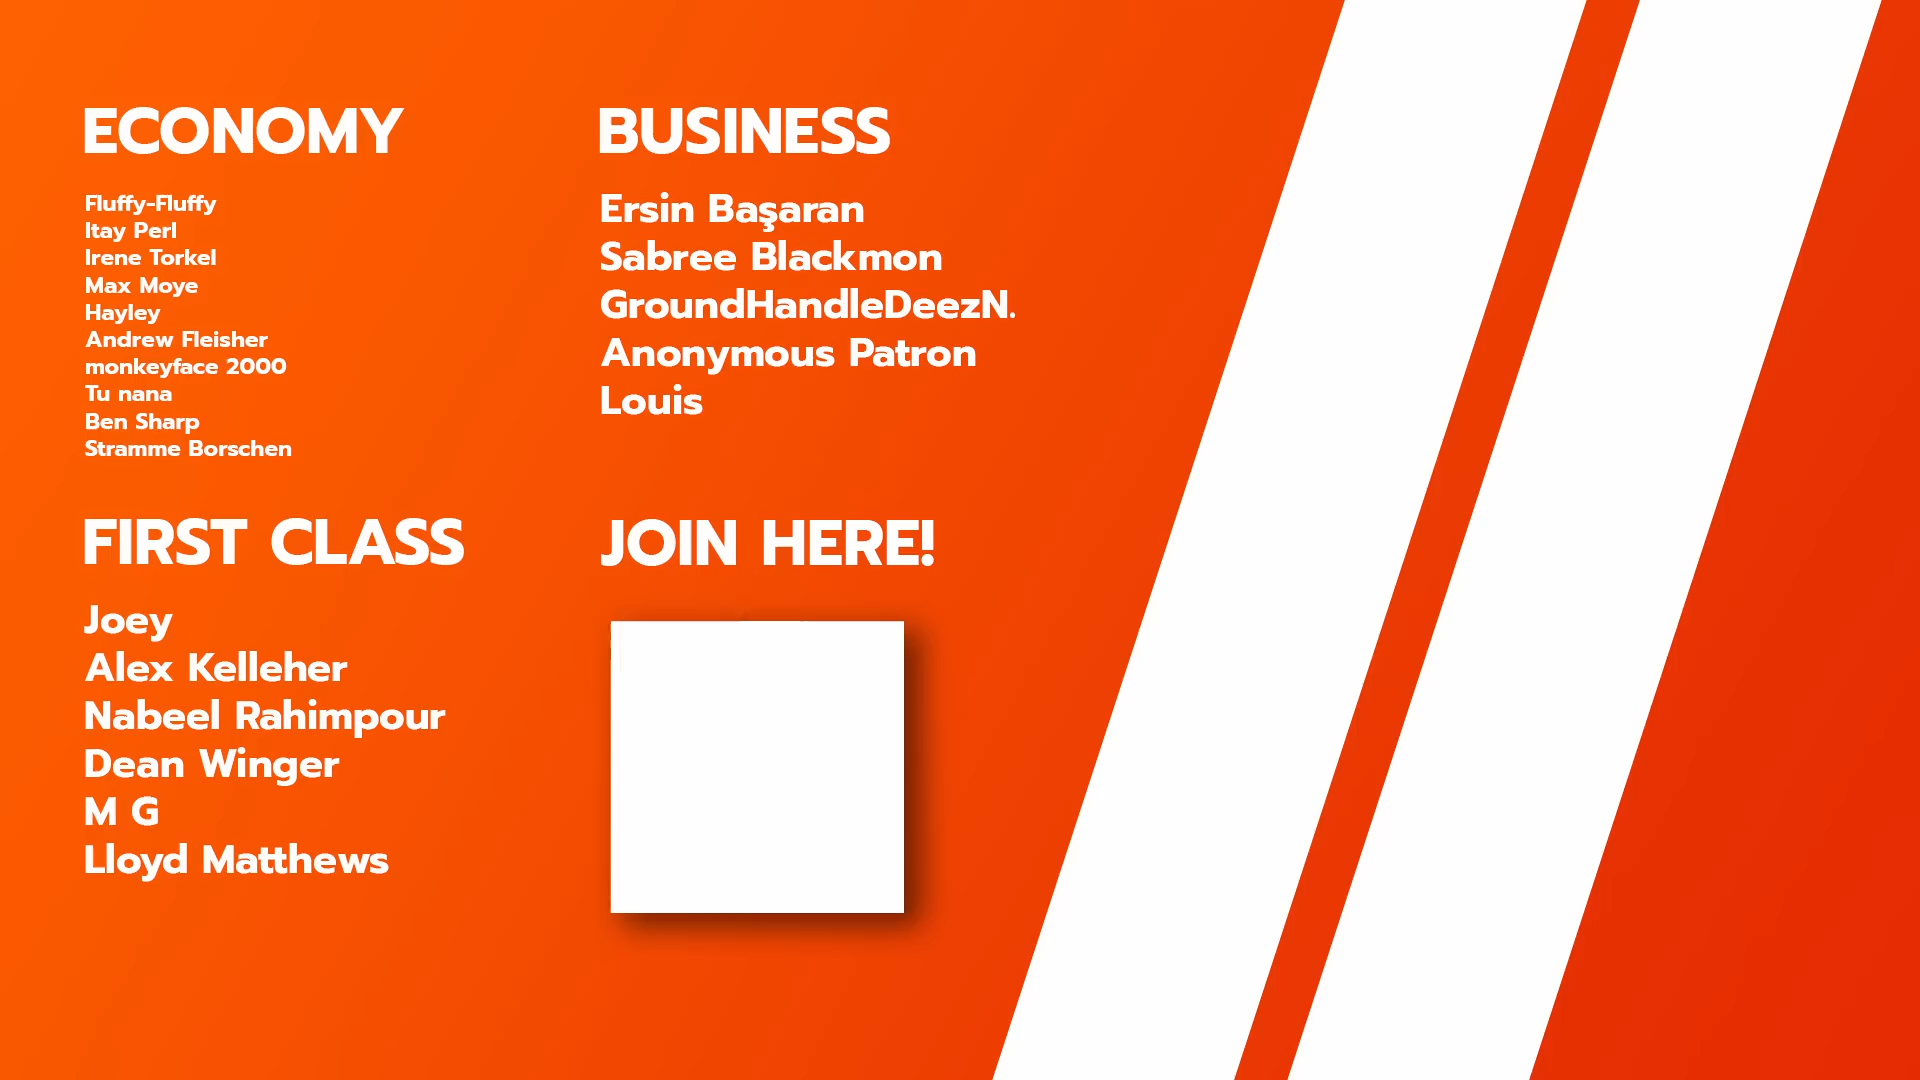 ECONOMY
Fluffy-Fluffy
Itay Perl
Irene Torkel
Max Moye
Hayley
Andrew Fleisher
monkeyface 2000
Tu nana
Ben Sharp
Stramme Borschen
BUSINESS
Ersin Başaran
Sabree Blackmon
GroundHandleDeezN.
Anonymous Patron
Louis
FIRST CLASS
Joey
Alex Kelleher
Nabeel Rahimpour
Dean Winger
M G
Lloyd Matthews
JOIN HERE!